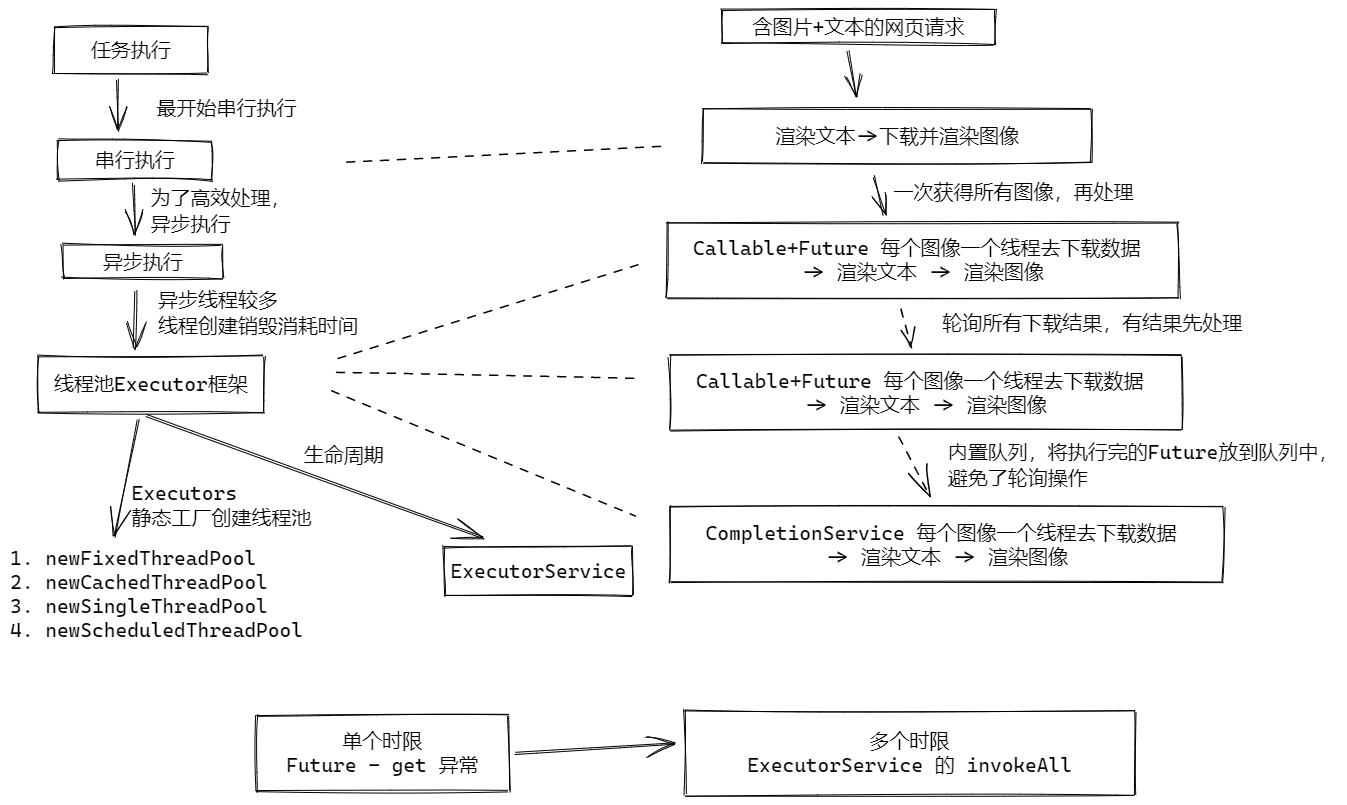 任务执行
最开始串行执行
串行执行
为了高效处理，
异步执行
异步执行
异步线程较多
线程创建销毁消耗时间
线程池Executor框架
生命周期
Executors
静态工厂创建线程池
1. newFixedThreadPool
2. newCachedThreadPool
3. newSingleThreadPool
4. newScheduledThreadPool
ExecutorService
含图片+文本的网页请求
渲染文本→下载并渲染图像
一次获得所有图像，再处理
Callable+Future 每个图像一个线程去下载数据
→ 渲染文本 → 渲染图像
轮询所有下载结果，有结果先处理
Callable+Future 每个图像一个线程去下载数据
→ 渲染文本 → 渲染图像
内置队列，将执行完的Future放到队列中，
避免了轮询操作
CompletionService 每个图像一个线程去下载数据
→ 渲染文本 → 渲染图像
单个时限
Future - get 异常
多个时限
ExecutorService 的 invokeAll